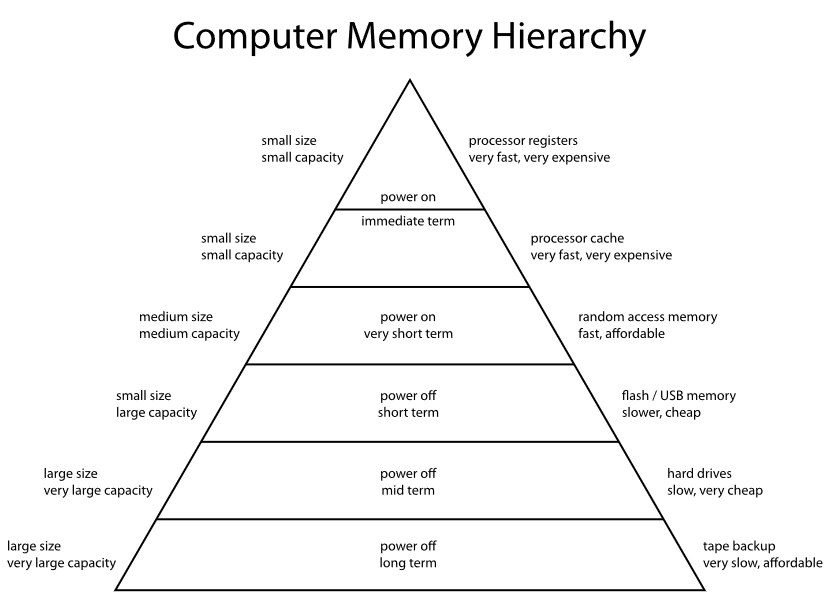 Computer Memory Hierarchy
small size
small capacity
processor registers
very fast, very expensive
power on
immediate term
small size
small capacity
processor cache
very fast, very expensive
medium size
medium capacity
power on
very short term
random access memory
fast, affordable
small size
large capacity
power off
short term
flash / USB memory
slower, cheap
large size
very large capacity
power off
mid term
hard drives
slow, very cheap
large size
very large capacity
power off
long term
tape backup
very slow, affordable